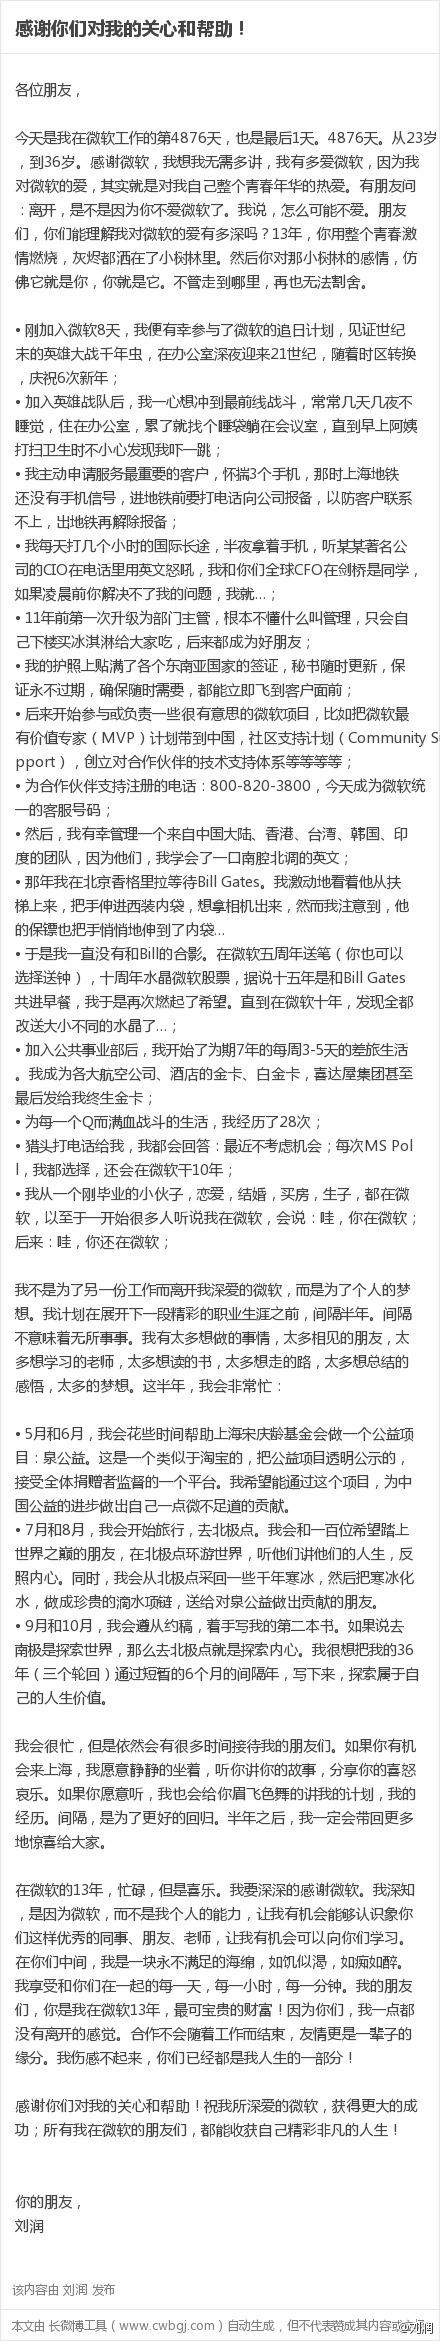 感谢你们对我的关心和帮助！
各位朋友，
今天是我在微软工作的第4876天，也是最后1天。4876天。从23岁
，到36岁。感谢微软，我想我无需多讲，我有多爱微软，因为我
对微软的爱，其实就是对我自己整个青春年华的热爱。有朋友问
：离开，是不是因为你不爱微软了。我说，怎么可能不爱。朋友
们，你们能理解我对微软的爱有多深吗？13年，你用整个青春激
情燃烧，灰烬都洒在了小树林里。然后你对那小树林的感情，仿
佛它就是你，你就是它。不管走到哪里，再也无法割舍。
• 刚加入微软8天，我便有幸参与了微软的追日计划，见证世纪
末的英雄大战千年虫，在办公室深夜迎来21世纪，随着时区转换
，庆祝6次新年；
• 加入英雄战队后，我一心想冲到最前线战斗，常常几天几夜不
睡觉，住在办公室，累了就找个睡袋躺在会议室，直到早上阿姨
打扫卫生时不小心发现我吓一跳；
• 我主动申请服务最重要的客户，怀揣3个手机，那时上海地铁
还没有手机信号，进地铁前要打电话向公司报备，以防客户联系
不上，出地铁再解除报备；
• 我每天打几个小时的国际长途，半夜拿着手机，听某某著名公
司的CIO在电话里用英文怒吼，我和你们全球CFO在剑桥是同学，
如果凌晨前你解决不了我的问题，我就…；
• 11年前第一次升级为部门主管，根本不懂什么叫管理，只会自
己下楼买冰淇淋给大家吃，后来都成为好朋友；
• 我的护照上贴满了各个东南亚国家的签证，秘书随时更新，保
证永不过期，确保随时需要，都能立即飞到客户面前；
• 后来开始参与或负责一些很有意思的微软项目，比如把微软最
有价值专家（MVP）计划带到中国，社区支持计划（Community Su
pport），创立对合作伙伴的技术支持体系等等等等；
• 为合作伙伴支持注册的电话：800-820-3800，今天成为微软统
一的客服号码；
• 然后，我有幸管理一个来自中国大陆、香港、台湾、韩国、印
度的团队，因为他们，我学会了一口南腔北调的英文；
• 那年我在北京香格里拉等待Bill Gates。我激动地看着他从扶
梯上来，把手伸进西装内袋，想拿相机出来，然而我注意到，他
的保镖也把手悄悄地伸到了内袋…
• 于是我一直没有和Bill的合影。在微软五周年送笔（你也可以
选择送钟），十周年水晶微软股票，据说十五年是和Bill Gates
共进早餐，我于是再次燃起了希望。直到在微软十年，发现全都
改送大小不同的水晶了…；
• 加入公共事业部后，我开始了为期7年的每周3-5天的差旅生活
。我成为各大航空公司、酒店的金卡、白金卡，喜达屋集团甚至
最后发给我终生金卡；
• 为每一个Q而满血战斗的生活，我经历了28次；
• 猎头打电话给我，我都会回答：最近不考虑机会；每次MS Pol
l，我都选择，还会在微软干10年；
• 我从一个刚毕业的小伙子，恋爱，结婚，买房，生子，都在微
软，以至于一开始很多人听说我在微软，会说：哇，你在微软；
后来：哇，你还在微软；
我不是为了另一份工作而离开我深爱的微软，而是为了个人的梦
想。我计划在展开下一段精彩的职业生涯之前，间隔半年。间隔
不意味着无所事事。我有太多想做的事情，太多相见的朋友，太
多想学习的老师，太多想读的书，太多想走的路，太多想总结的
感悟，太多的梦想。这半年，我会非常忙：
• 5月和6月，我会花些时间帮助上海宋庆龄基金会做一个公益项
目：泉公益。这是一个类似于淘宝的，把公益项目透明公示的，
接受全体捐赠者监督的一个平台。我希望能通过这个项目，为中
国公益的进步做出自己一点微不足道的贡献。
• 7月和8月，我会开始旅行，去北极点。我会和一百位希望踏上
世界之巅的朋友，在北极点环游世界，听他们讲他们的人生，反
照内心。同时，我会从北极点采回一些千年寒冰，然后把寒冰化
水，做成珍贵的滴水项链，送给对泉公益做出贡献的朋友。
• 9月和10月，我会遵从约稿，着手写我的第二本书。如果说去
南极是探索世界，那么去北极点就是探索内心。我很想把我的36
年（三个轮回）通过短暂的6个月的间隔年，写下来，探索属于自
己的人生价值。
我会很忙，但是依然会有很多时间接待我的朋友们。如果你有机
会来上海，我愿意静静的坐着，听你讲你的故事，分享你的喜怒
哀乐。如果你愿意听，我也会给你眉飞色舞的讲我的计划，我的
经历。间隔，是为了更好的回归。半年之后，我一定会带回更多
地惊喜给大家。
在微软的13年，忙碌，但是喜乐。我要深深的感谢微软。我深知
，是因为微软，而不是我个人的能力，让我有机会能够认识象你
们这样优秀的同事、朋友、老师，让我有机会可以向你们学习。
在你们中间，我是一块永不满足的海绵，如饥似渴，如痴如醉。
我享受和你们在一起的每一天，每一小时，每一分钟。我的朋友
们，你是我在微软13年，最可宝贵的财富！因为你们，我一点都
没有离开的感觉。合作不会随着工作而结束，友情更是一辈子的
缘分。我伤感不起来，你们已经都是我人生的一部分！
感谢你们对我的关心和帮助！祝我所深爱的微软，获得更大的成
功；所有我在微软的朋友们，都能收获自己精彩非凡的人生！
你的朋友，
刘润
该内容由 刘润 发布
本文由 长微博工具（www.cwbgj.com）自动生成，但不代表赞成其内容或立场
@刘润